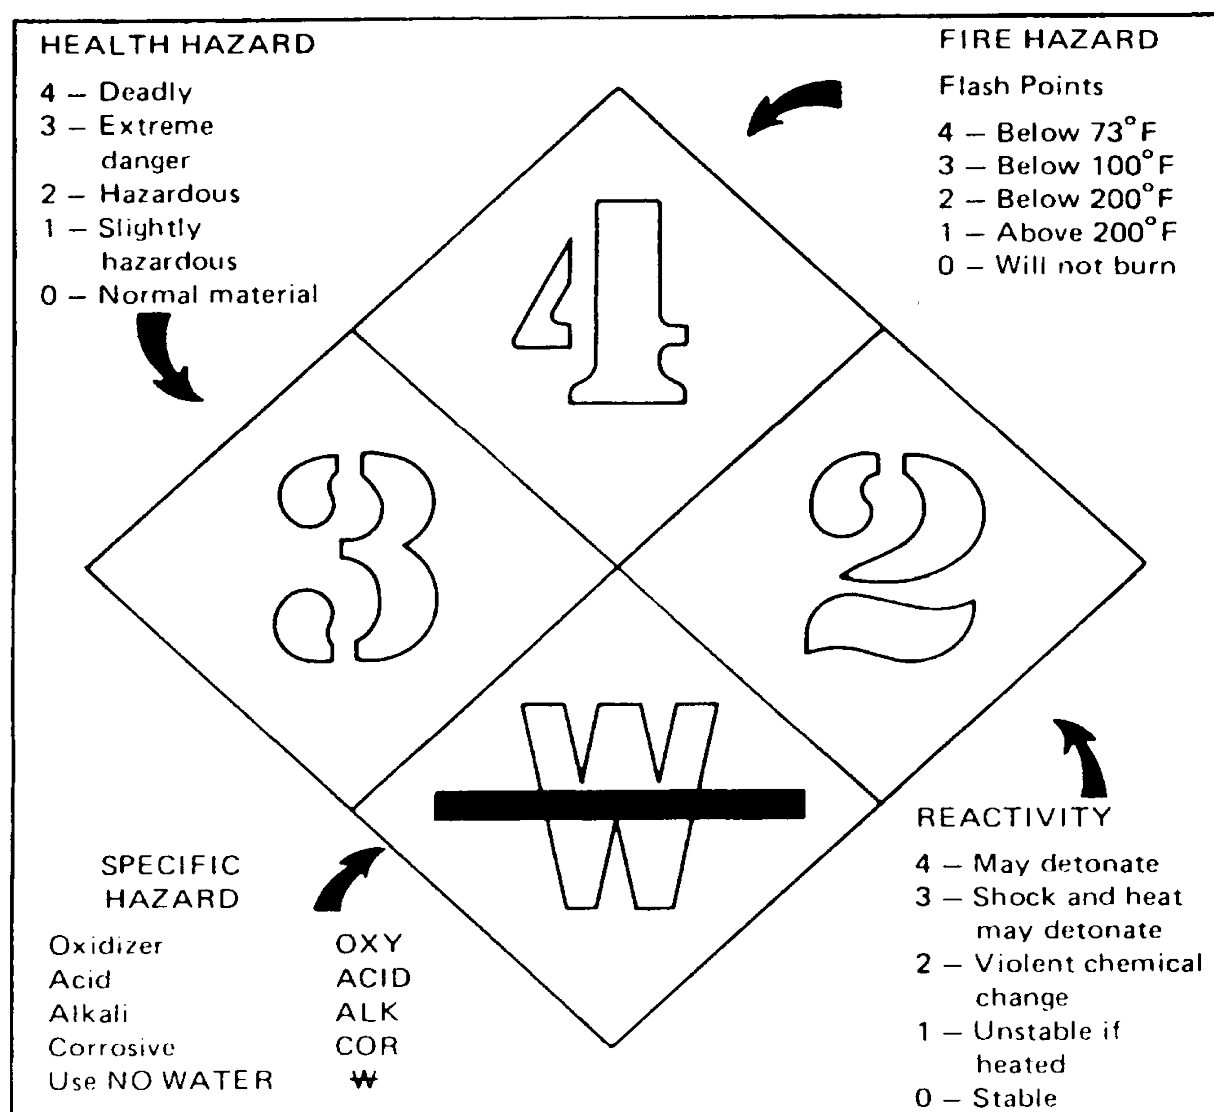 HEALTH HAZARD
4 – Deadly
3 – Extreme
danger
2 – Hazardous
1 – Slightly
hazardous
0 – Normal material
FIRE HAZARD
Flash Points
4 – Below 73°F
3 – Below 100°F
2 – Below 200°F
1 – Above 200°F
0 – Will not burn
4
3
2
W
SPECIFIC
HAZARD
Oxidizer OXY
Acid ACID
Alkali ALK
Corrosive COR
Use NO WATER W
REACTIVITY
4 – May detonate
3 – Shock and heat
may detonate
2 – Violent chemical
change
1 – Unstable if
heated
0 – Stable